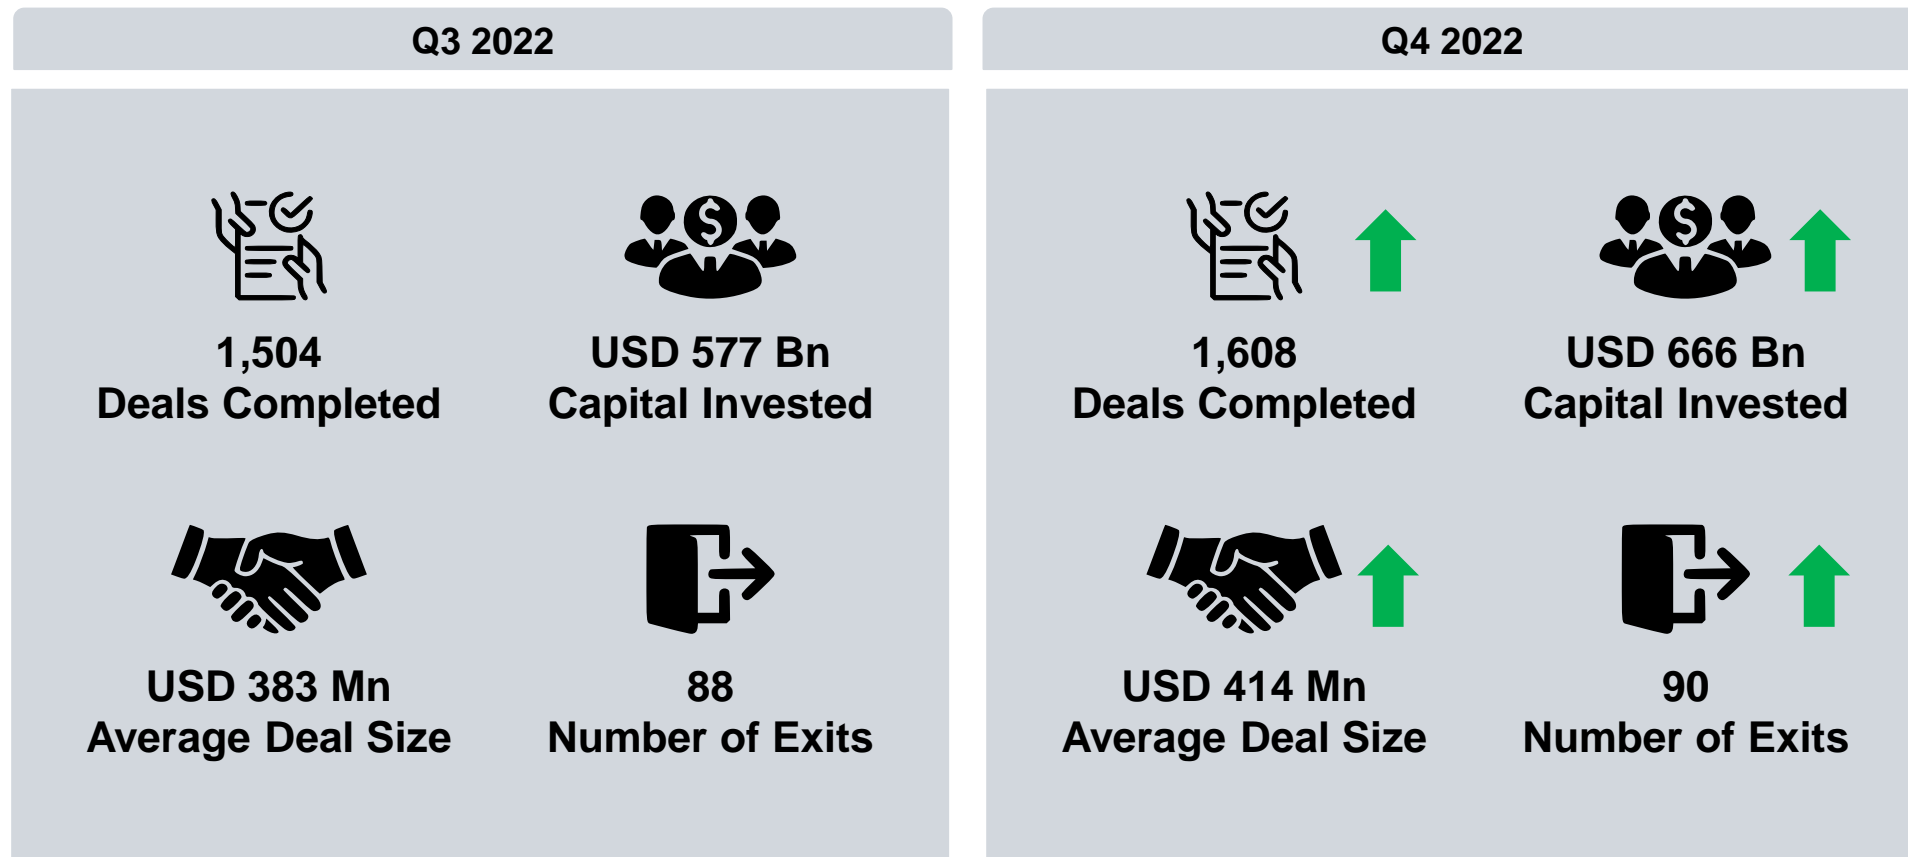 Q3 2022
1,504
Deals Completed
USD 577 Bn
Capital Invested
USD 383 Mn
Average Deal Size
88
Number of Exits
Q4 2022
1,608
Deals Completed
USD 666 Bn
Capital Invested
USD 414 Mn
Average Deal Size
90
Number of Exits